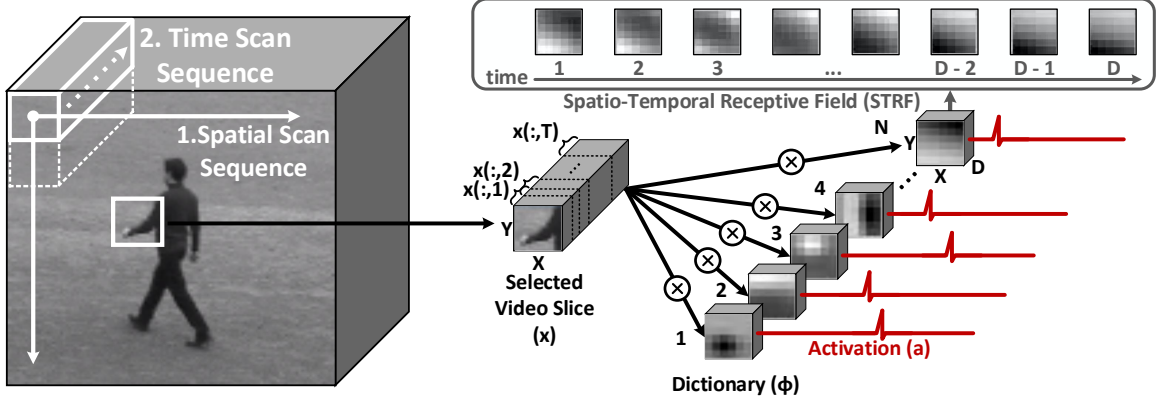 2. Time Scan
Sequence
1.Spatial Scan
Sequence
time
1
2
3
...
D - 2
D - 1
D
Spatio-Temporal Receptive Field (STRF)
x(:,T)
x(:,2)
x(:,1)
Y
X
Selected
Video Slice
(x)
N
Y
X
D
4
3
2
1
Activation (a)
Dictionary (ϕ)